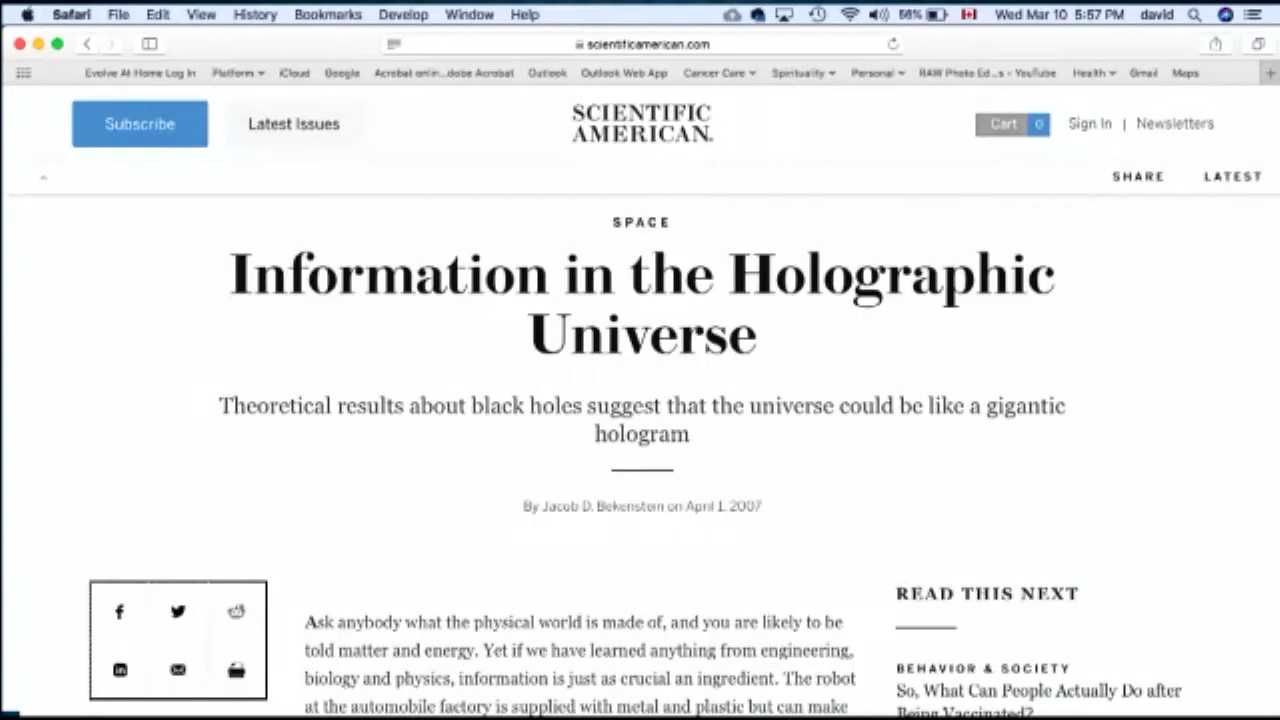 Safari File Edit View History Bookmarks Develop Window Help 56% Wed Mar 10 5:57 PM david
scientificamerican.com
Evolve At Home Log In Platform iCloud Google Acrobat onlin...dobe Acrobat Outlook Outlook Web App Cancer Care Spirituality Personal RAW Photo Ed...s - YouTube Health Gmail Maps
Subscribe Latest Issues SCIENTIFIC
AMERICAN. Cart 0 Sign In | Newsletters
SHARE LATEST
SPACE
Information in the Holographic
Universe
Theoretical results about black holes suggest that the universe could be like a gigantic
hologram
By Jacob D. Bekenstein on April 1, 2007
Ask anybody what the physical world is made of, and you are likely to be
told matter and energy. Yet if we have learned anything from engineering,
biology and physics, information is just as crucial an ingredient. The robot
at the automobile factory is supplied with metal and plastic but can make
READ THIS NEXT
BEHAVIOR & SOCIETY
So, What Can People Actually Do after
Being Vaccinated?